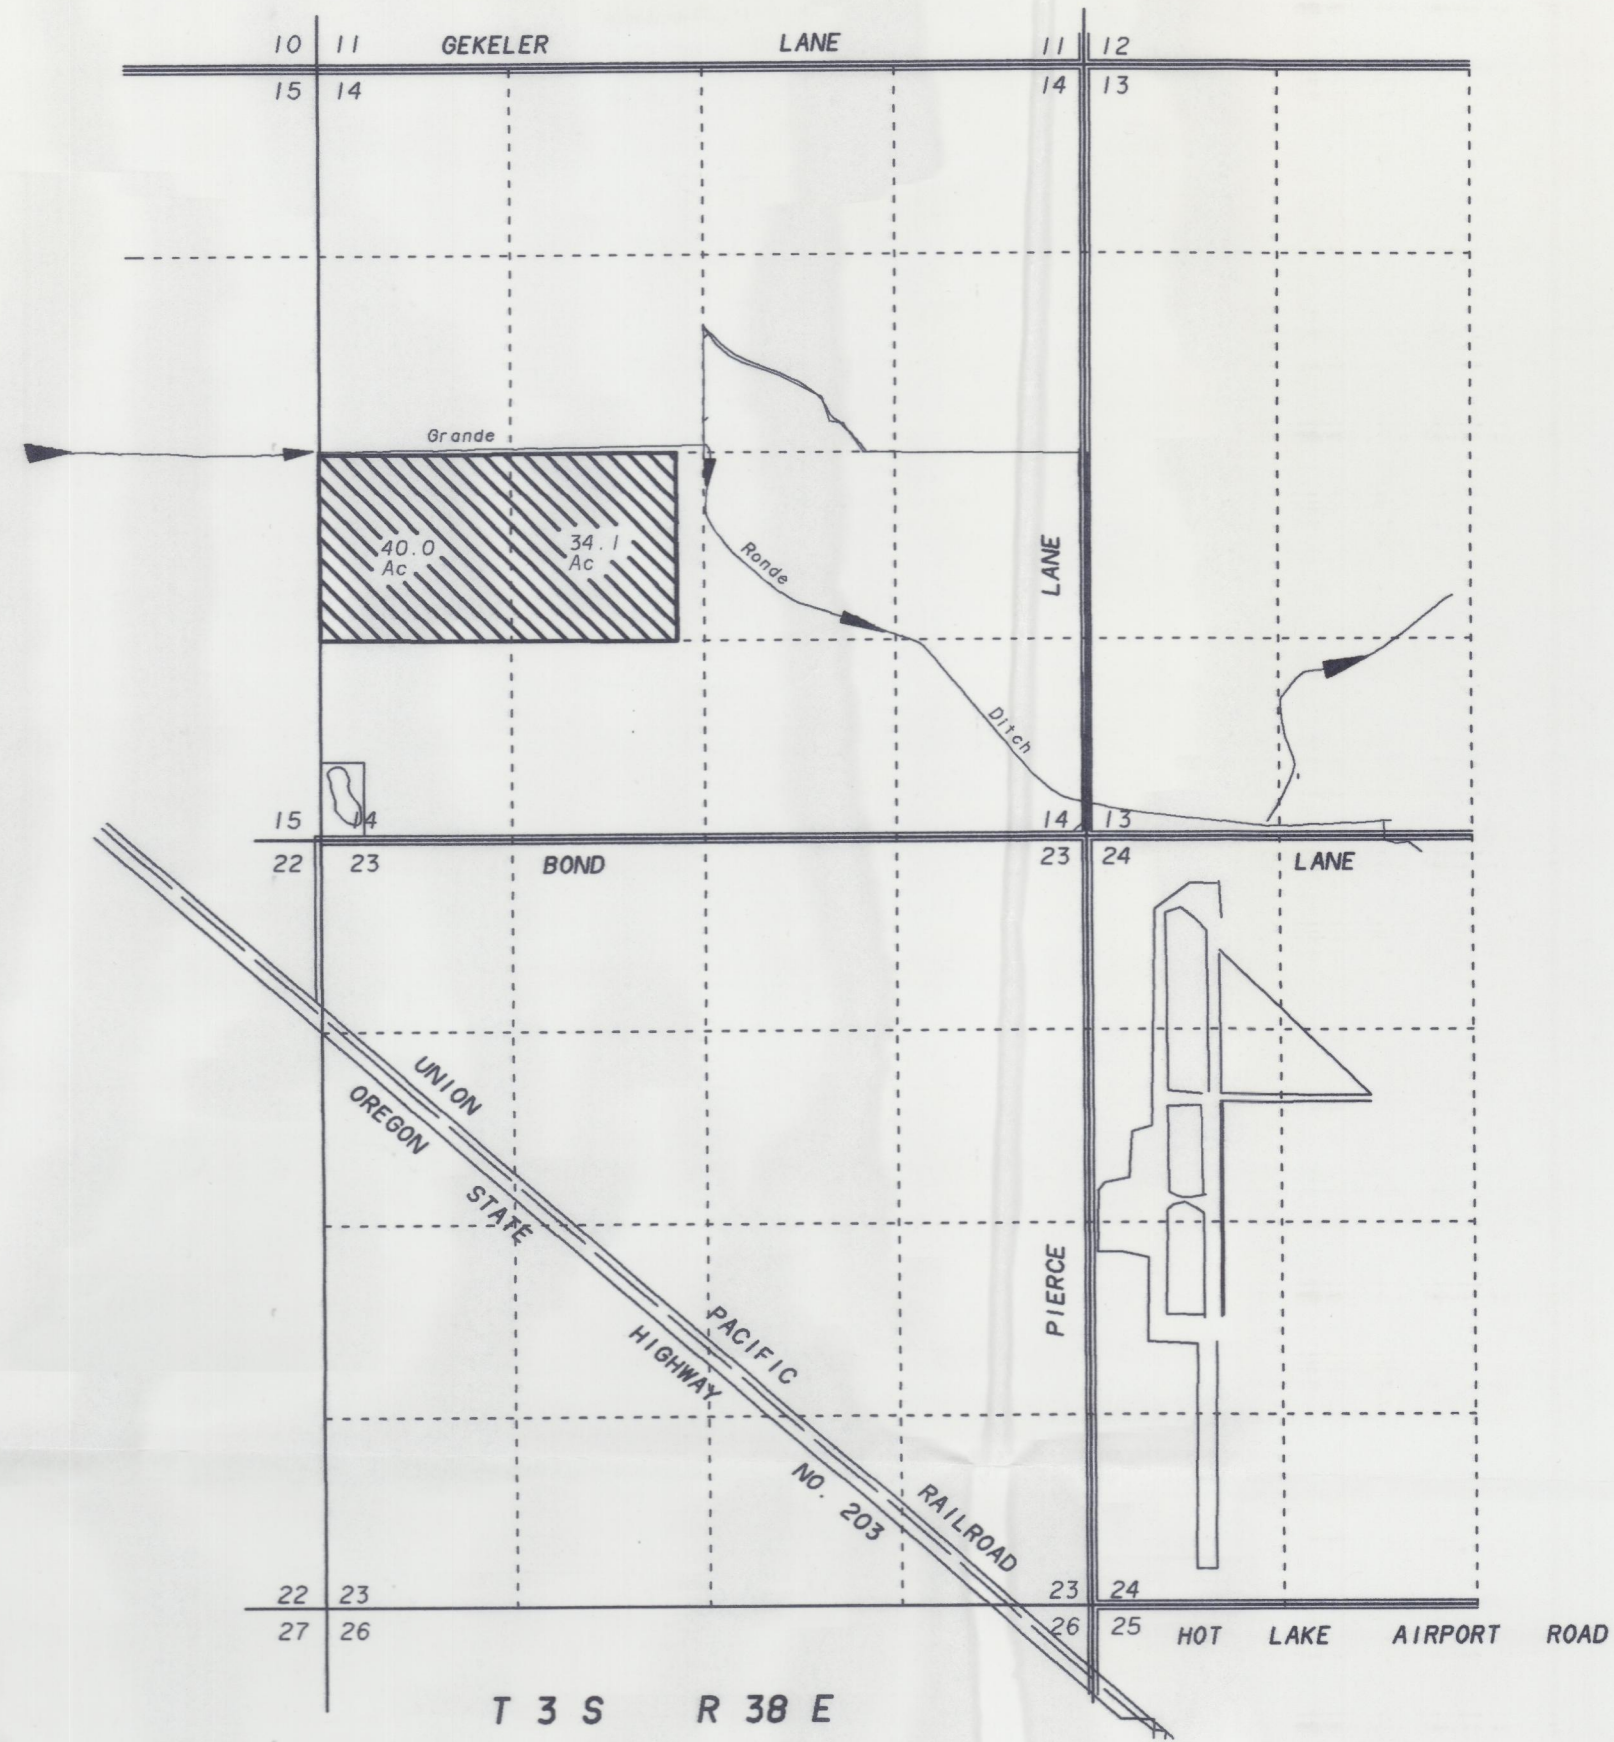 10 11 GEKELER LANE 11 12
15 14 14 13
Grande
40.0
Ac
34.1
Ac
Ronde
LANE
Ditch
15 14 14 13
22 23 BOND 23 24 LANE
UNION PACIFIC RAILROAD
OREGON STATE HIGHWAY NO. 203
PIERCE
22 23 23 24
27 26 26 25 HOT LAKE AIRPORT ROAD
T 3 S R 38 E